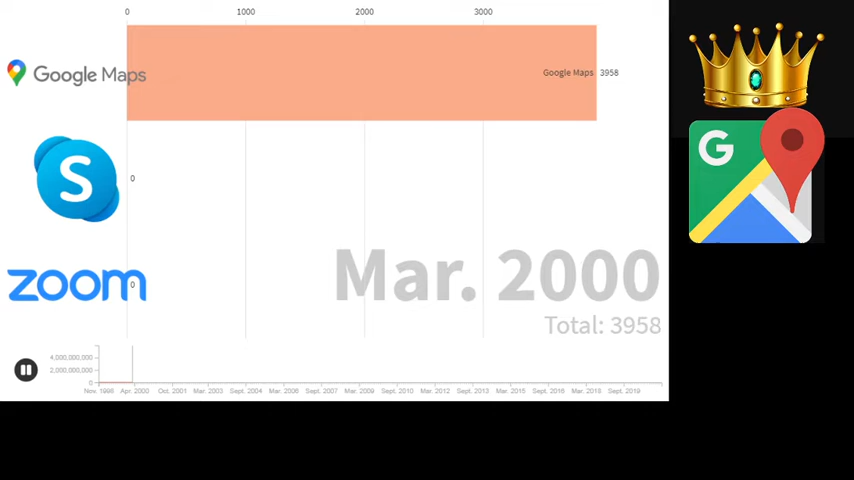 0 1000 2000 3000
Google Maps
Google Maps 3958
S
0
G
zoom
0
Mar. 2000
Total: 3958
4,000,000,000
2,000,000,000
0
Nov. 1998 Apr. 2000 Oct. 2001 Mar. 2003 Sept. 2004 Mar. 2006 Sept. 2007 Mar. 2009 Sept. 2010 Mar. 2012 Sept. 2013 Mar. 2015 Sept. 2016 Mar. 2018 Sept. 2019